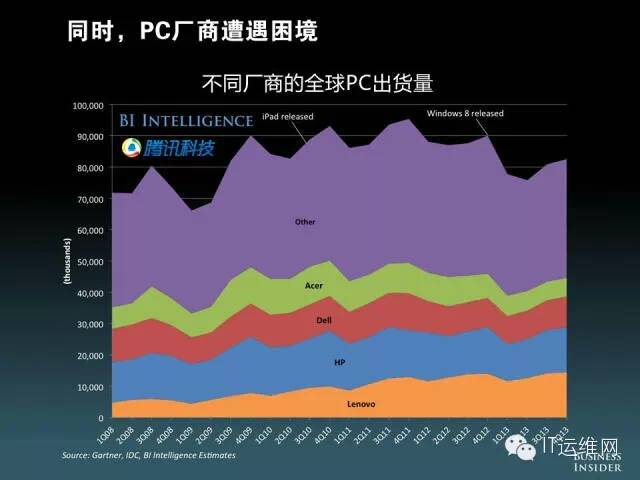 同时，PC厂商遭遇困境
不同厂商的全球PC出货量
100,000
90,000
80,000
70,000
60,000
50,000
40,000
30,000
20,000
10,000
0
(thousands)
BI INTELLIGENCE
腾讯科技
iPad released
Windows 8 released
Other
Acer
Dell
HP
Lenovo
1Q08
2Q08
3Q08
4Q08
1Q09
2Q09
3Q09
4Q09
1Q10
2Q10
3Q10
4Q10
1Q11
2Q11
3Q11
4Q11
1Q12
2Q12
3Q12
4Q12
1Q13
3Q13
Source: Gartner, IDC, BI Intelligence Estimates
IT运维网
BUSINESS
INSIDER